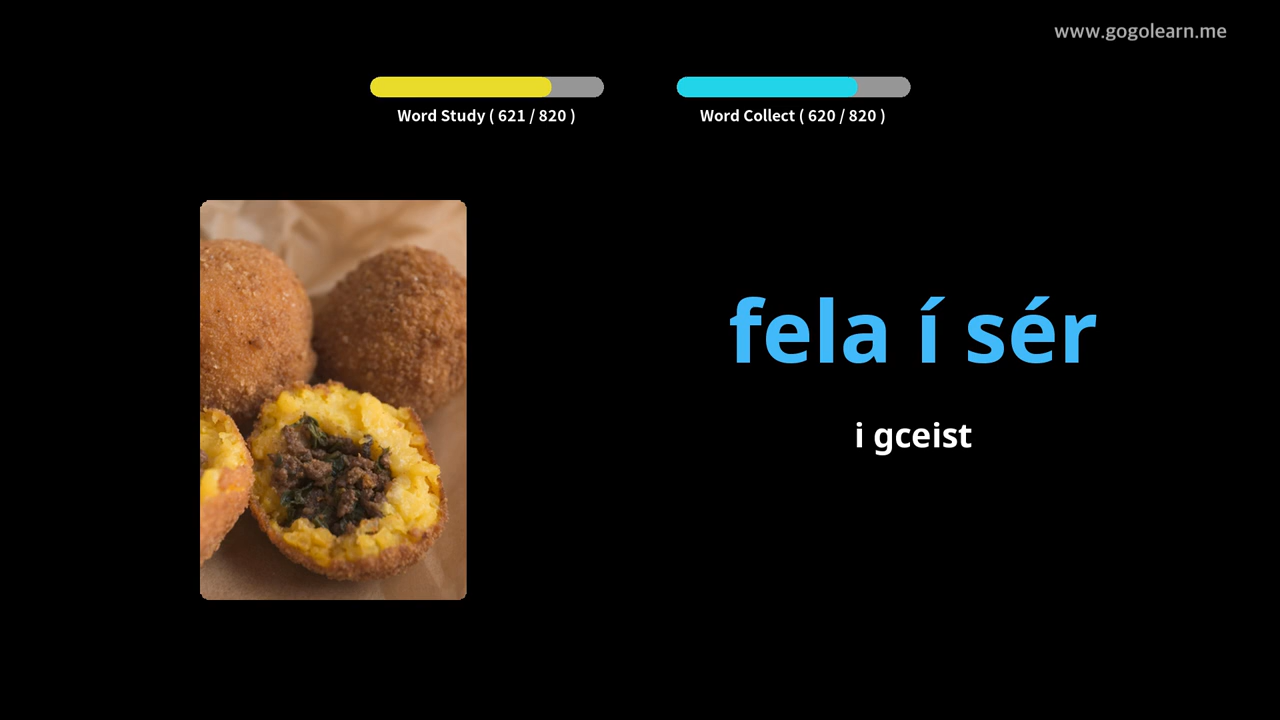 www.gogolearn.me
Word Study ( 621 / 820 )
Word Collect ( 620 / 820 )
fela í sér
i gceist